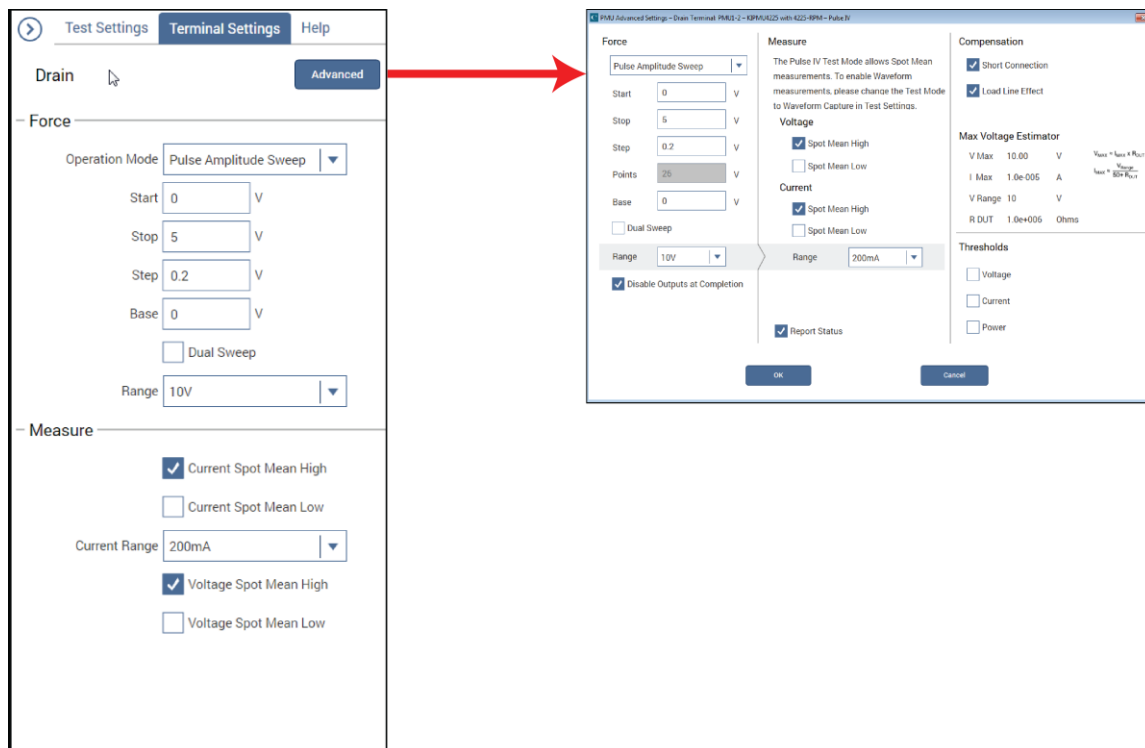 Test Settings Terminal Settings Help
Drain Advanced
Force
Operation Mode Pulse Amplitude Sweep
Start 0 V
Stop 5 V
Step 0.2 V
Base 0 V
Dual Sweep
Range 10V
Measure
Current Spot Mean High
Current Spot Mean Low
Current Range 200mA
Voltage Spot Mean High
Voltage Spot Mean Low
PMU Advanced Settings - Drain Terminal: PMU1-2 - KIPMU4225 with 4225-RPM - Pulse IV
Force
Pulse Amplitude Sweep
Start 0 V
Stop 5 V
Step 0.2 V
Points 26 V
Base 0 V
Dual Sweep
Range 10V
Disable Outputs at Completion
Measure
The Pulse IV Test Mode allows Spot Mean
measurements. To enable Waveform
measurements, please change the Test Mode
to Waveform Capture in Test Settings.
Voltage
Spot Mean High
Spot Mean Low
Current
Spot Mean High
Spot Mean Low
Range 200mA
Report Status
Compensation
Short Connection
Load Line Effect
Max Voltage Estimator
V Max 10.00 V
I Max 1.0e-005 A
V Range 10 V
R DUT 1.0e+006 Ohms
Thresholds
Voltage
Current
Power
OK Cancel